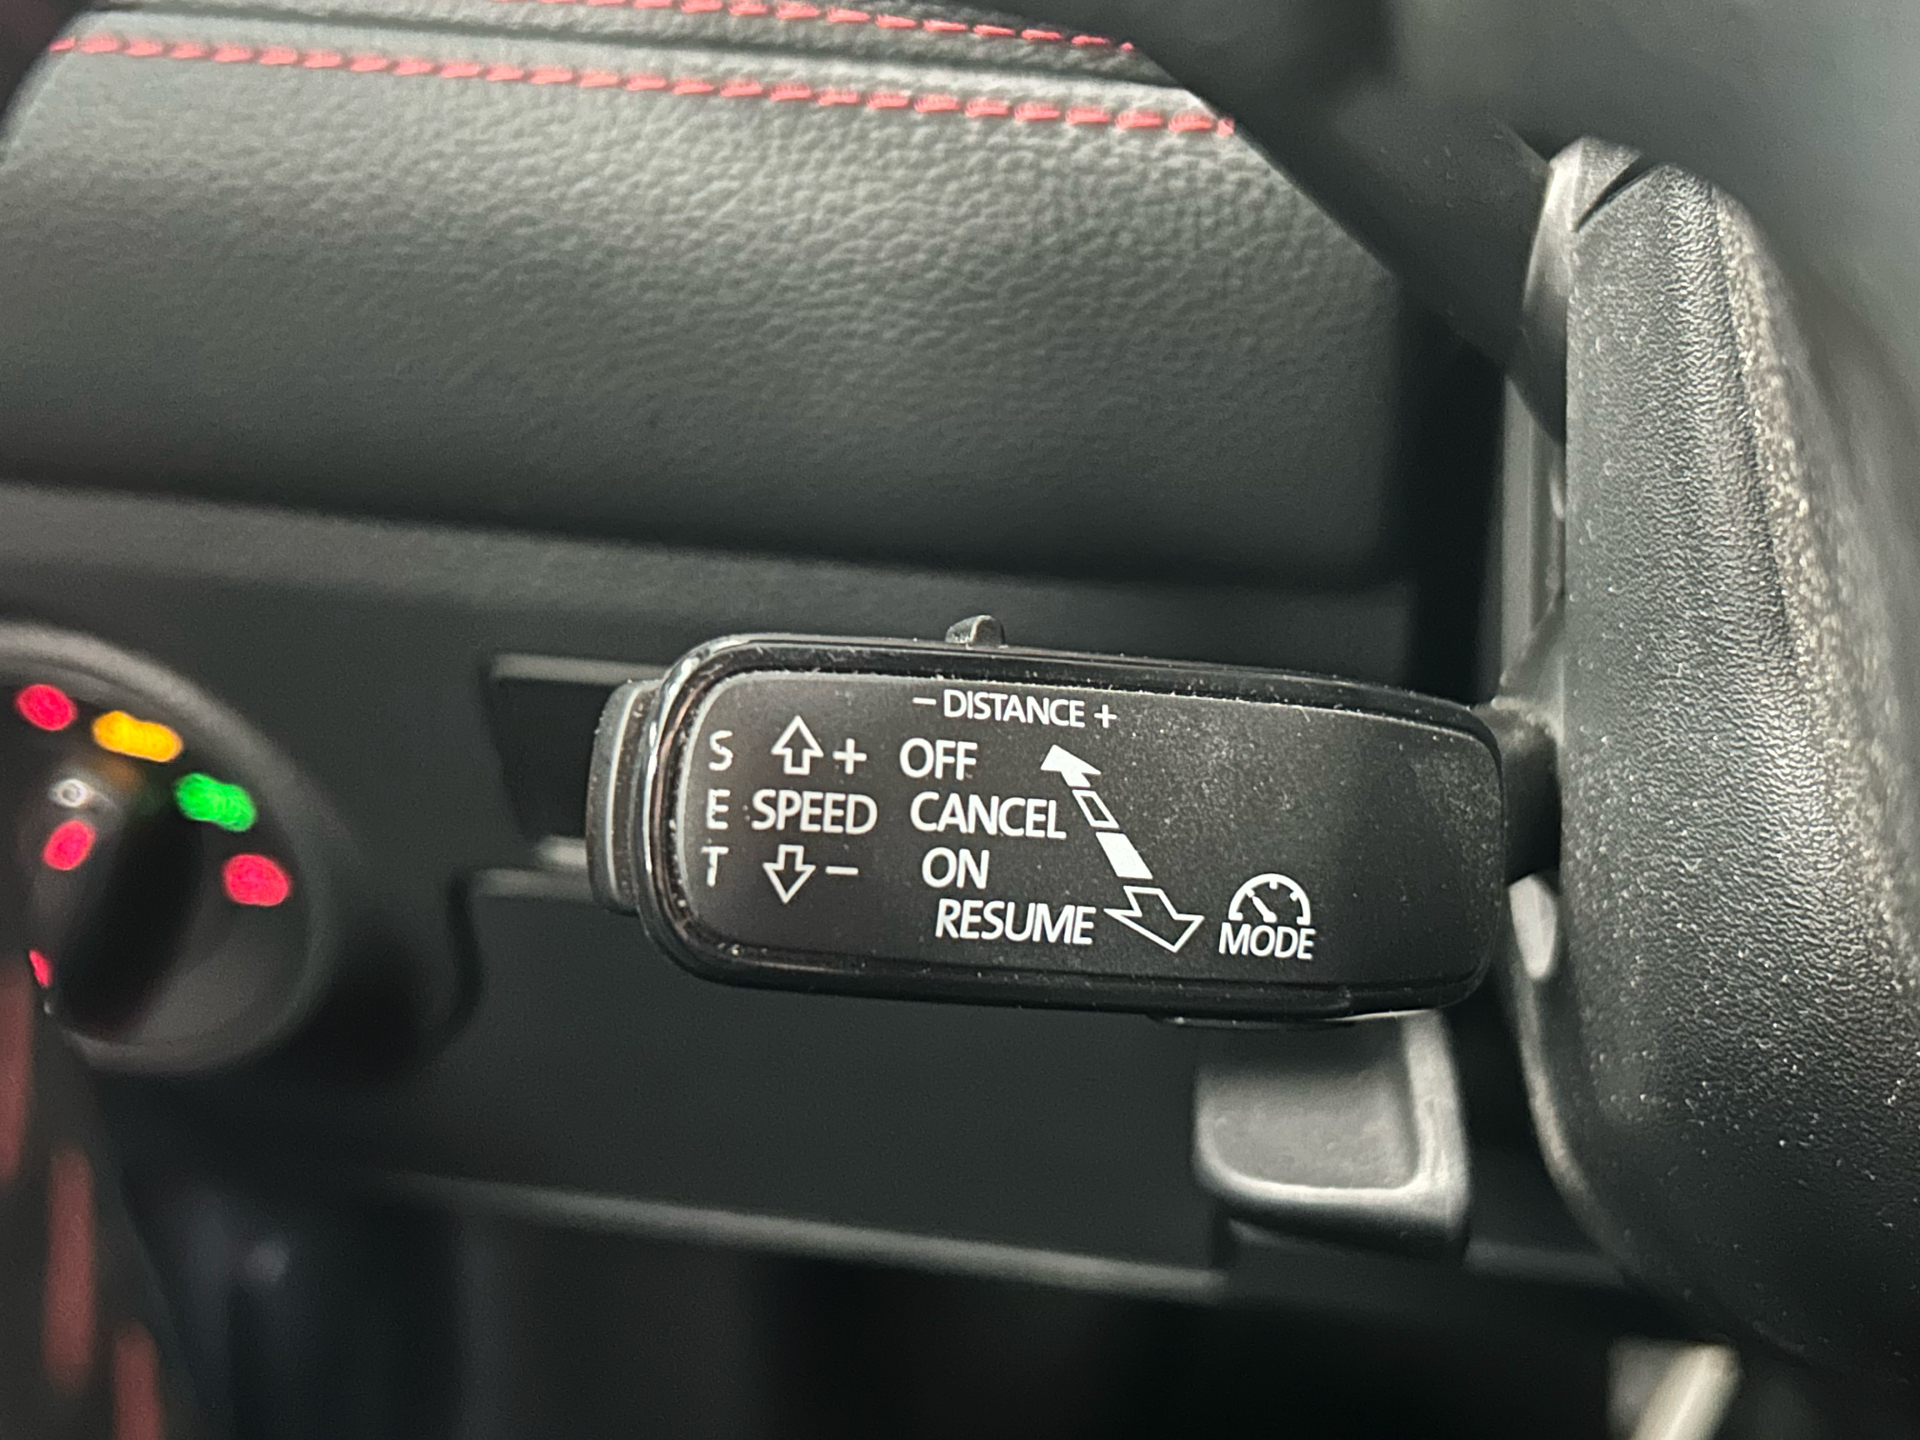 − DISTANCE +
S + OFF
E SPEED CANCEL
T − ON
RESUME
MODE